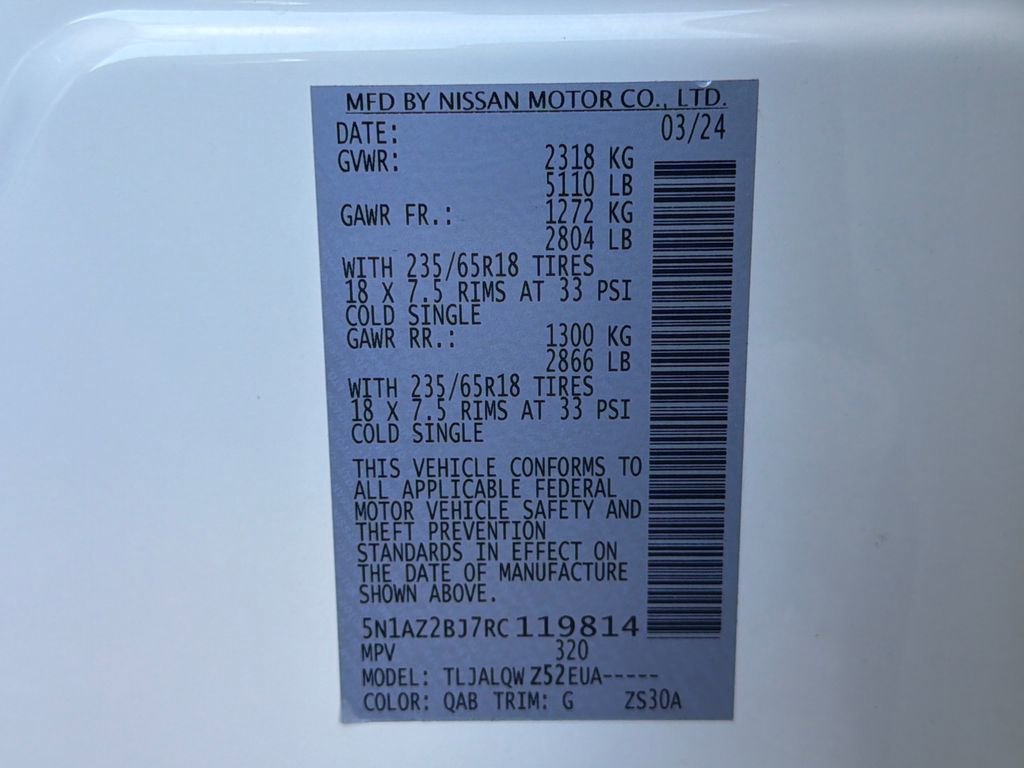 MFD BY NISSAN MOTOR CO., LTD.
DATE: 03/24
GVWR: 2318 KG
5110 LB
GAWR FR.: 1272 KG
2804 LB
WITH 235/65R18 TIRES
18 X 7.5 RIMS AT 33 PSI
COLD SINGLE
GAWR RR.: 1300 KG
2866 LB
WITH 235/65R18 TIRES
18 X 7.5 RIMS AT 33 PSI
COLD SINGLE
THIS VEHICLE CONFORMS TO
ALL APPLICABLE FEDERAL
MOTOR VEHICLE SAFETY AND
THEFT PREVENTION
STANDARDS IN EFFECT ON
THE DATE OF MANUFACTURE
SHOWN ABOVE.
5N1AZ2BJ7RC119814
MPV 320
MODEL: TLJALQW Z52EUA-----
COLOR: QAB TRIM: G ZS30A